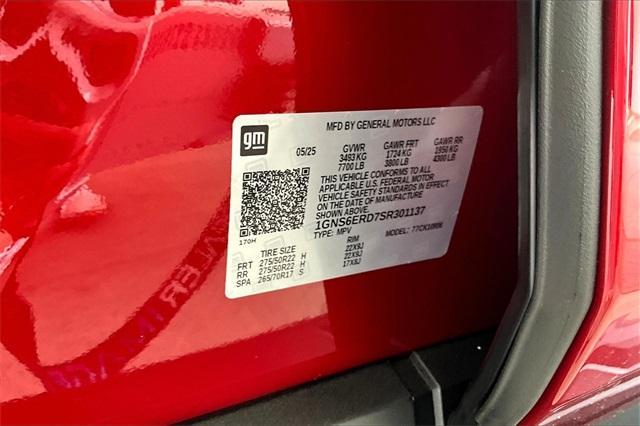 gm
MFD BY GENERAL MOTORS LLC
05/25 GVWR GAWR FRT GAWR RR
3493 KG 1724 KG 1950 KG
7700 LB 3800 LB 4300 LB
THIS VEHICLE CONFORMS TO ALL
APPLICABLE U.S. FEDERAL MOTOR
VEHICLE SAFETY STANDARDS IN EFFECT
ON THE DATE OF MANUFACTURE
SHOWN ABOVE
1GNS6ERD7SR301137
TYPE: MPV MODEL:
170H
TIRE SIZE RIM
FRT 275/50R22 H 22X9J
RR 275/50R22 H 22X9J
SPA 265/70R17 S 17X8J